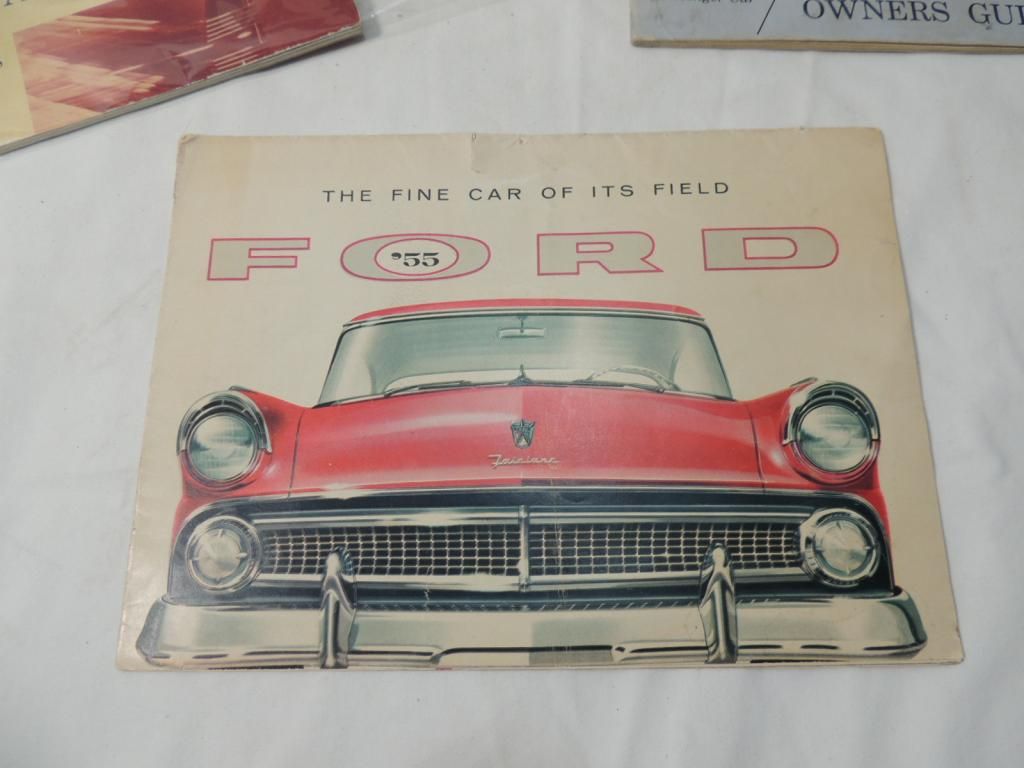 OWNERS GUI
THE FINE CAR OF ITS FIELD
FORD
'55
Fairlane